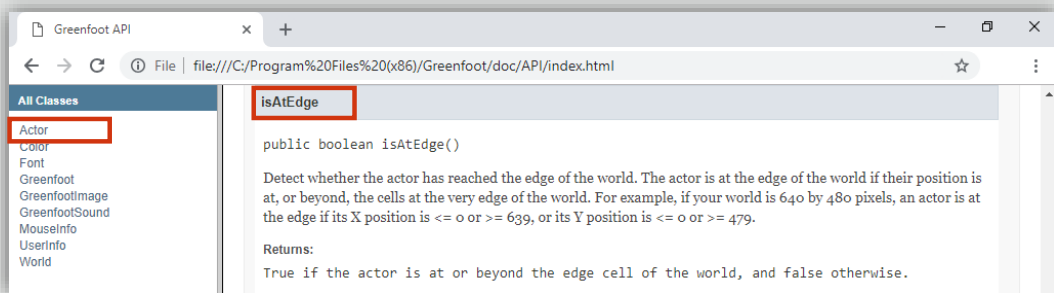 Greenfoot API
File | file:///C:/Program%20Files%20(x86)/Greenfoot/doc/API/index.html
All Classes
Actor
Color
Font
Greenfoot
GreenfootImage
GreenfootSound
MouseInfo
UserInfo
World
isAtEdge
public boolean isAtEdge()
Detect whether the actor has reached the edge of the world. The actor is at the edge of the world if their position is
at, or beyond, the cells at the very edge of the world. For example, if your world is 640 by 480 pixels, an actor is at
the edge if its X position is <= 0 or >= 639, or its Y position is <= 0 or >= 479.
Returns:
True if the actor is at or beyond the edge cell of the world, and false otherwise.